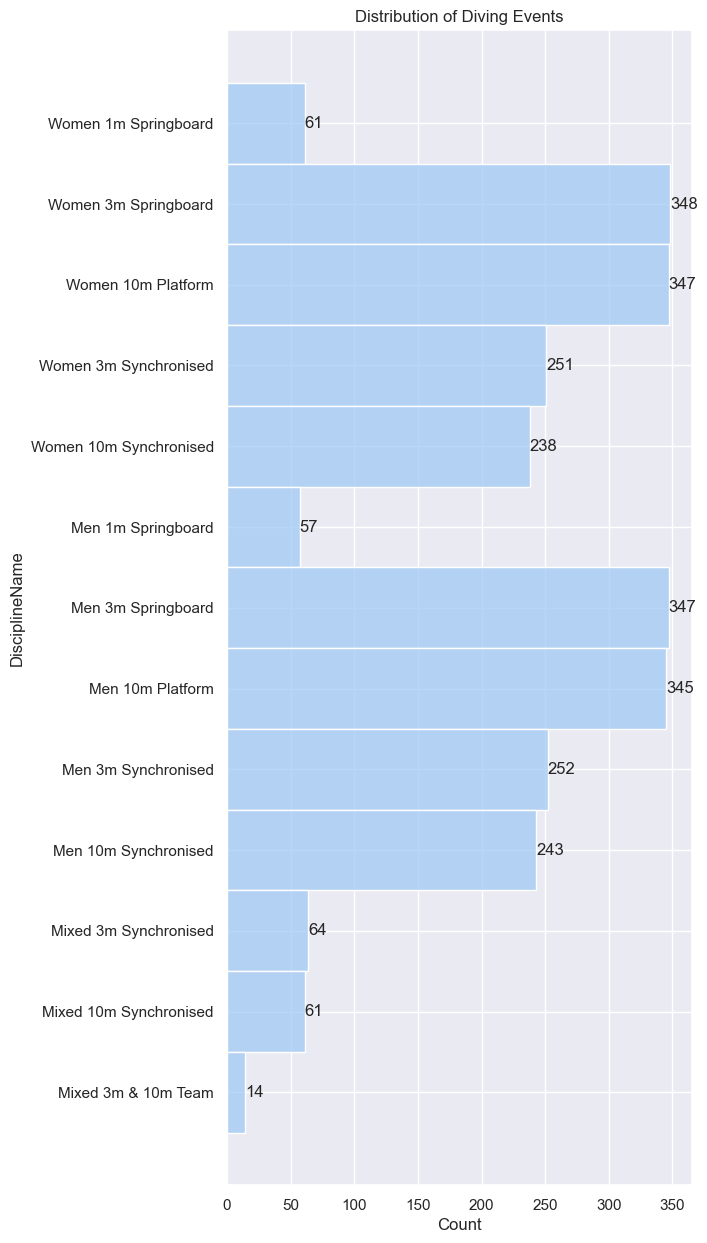 Distribution of Diving Events
Women 1m Springboard 61
Women 3m Springboard 348
Women 10m Platform 347
Women 3m Synchronised 251
Women 10m Synchronised 238
Men 1m Springboard 57
Men 3m Springboard 347
Men 10m Platform 345
Men 3m Synchronised 252
Men 10m Synchronised 243
Mixed 3m Synchronised 64
Mixed 10m Synchronised 61
Mixed 3m & 10m Team 14
DisciplineName
0 50 100 150 200 250 300 350
Count